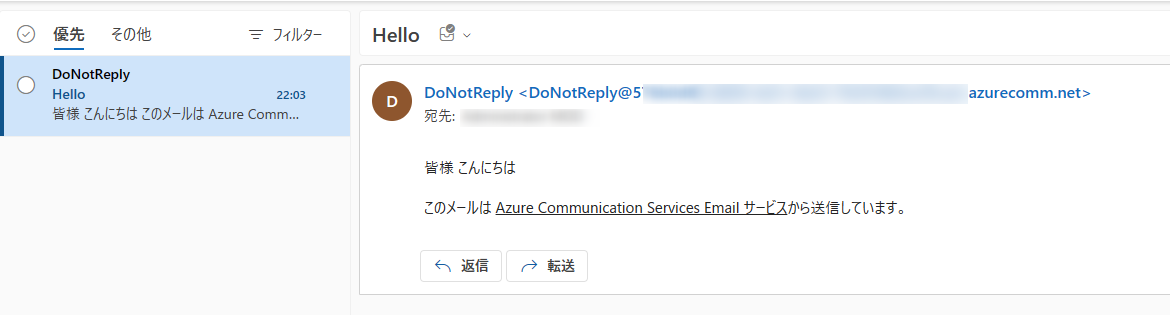 優先 その他 フィルター
DoNotReply
Hello 22:03
皆様 こんにちは このメールは Azure Comm...
Hello
D
DoNotReply <DoNotReply@5 azurecomm.net>
宛先:
皆様 こんにちは
このメールは Azure Communication Services Email サービスから送信しています。
返信 転送